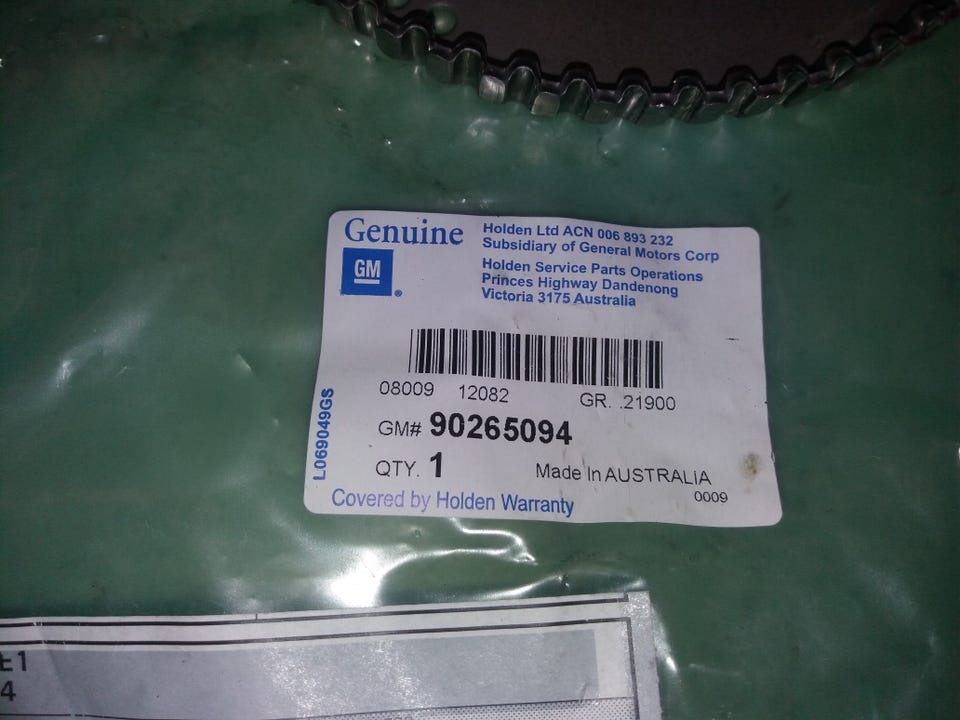 Genuine
GM
®
Holden Ltd ACN 006 893 232
Subsidiary of General Motors Corp
Holden Service Parts Operations
Princes Highway Dandenong
Victoria 3175 Australia
08009 12082 GR. .21900
GM# 90265094
QTY. 1 Made In AUSTRALIA
0009
Covered by Holden Warranty
L069049GS
E1
4